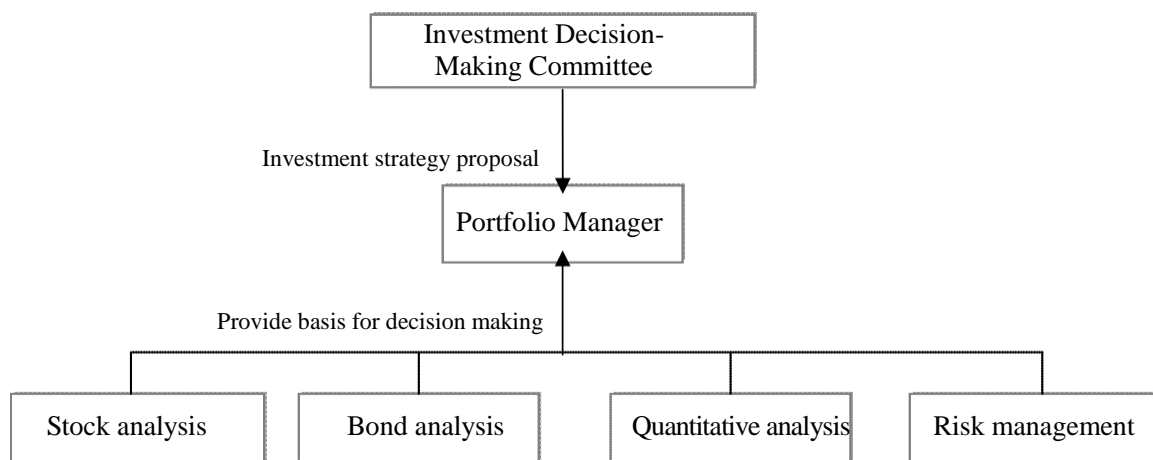 Investment Decision-
Making Committee
Investment strategy proposal
Portfolio Manager
Provide basis for decision making
Stock analysis
Bond analysis
Quantitative analysis
Risk management